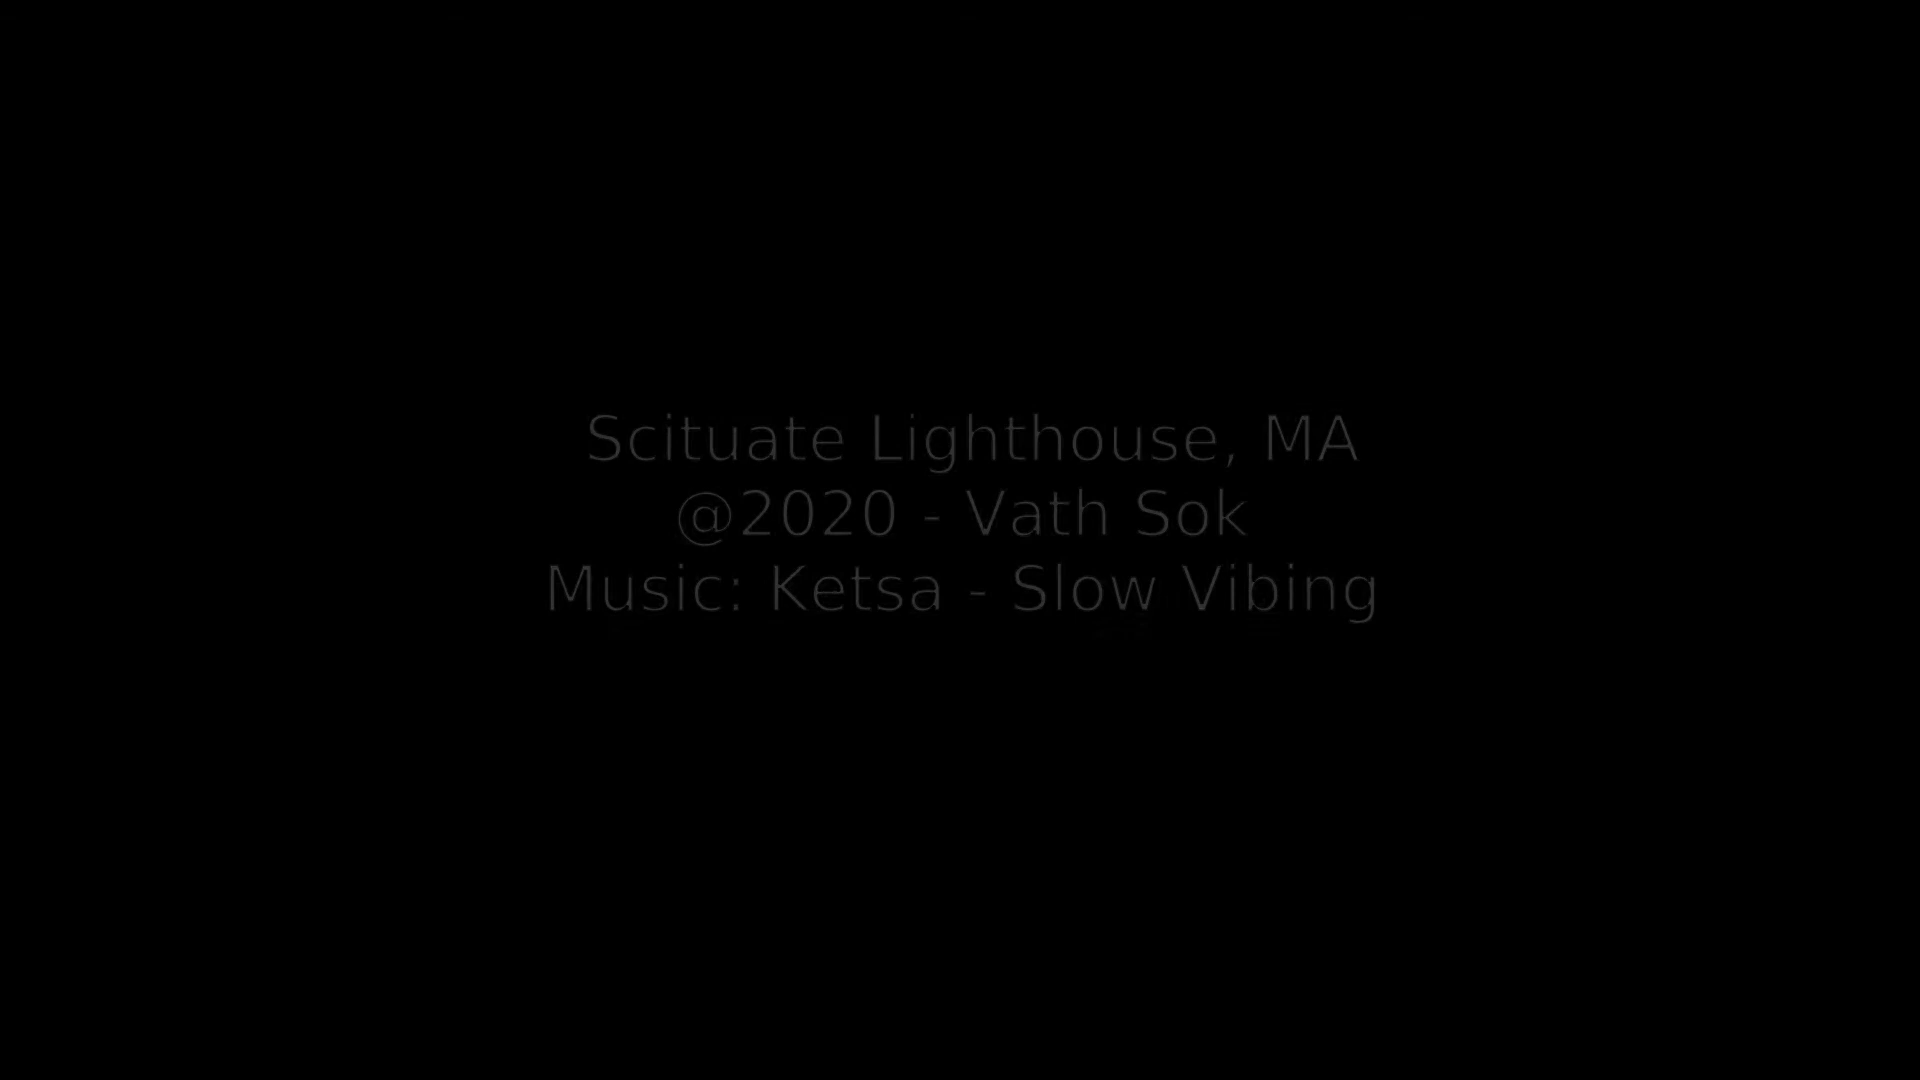 Scituate Lighthouse, MA
@2020 - Vath Sok
Music: Ketsa - Slow Vibing